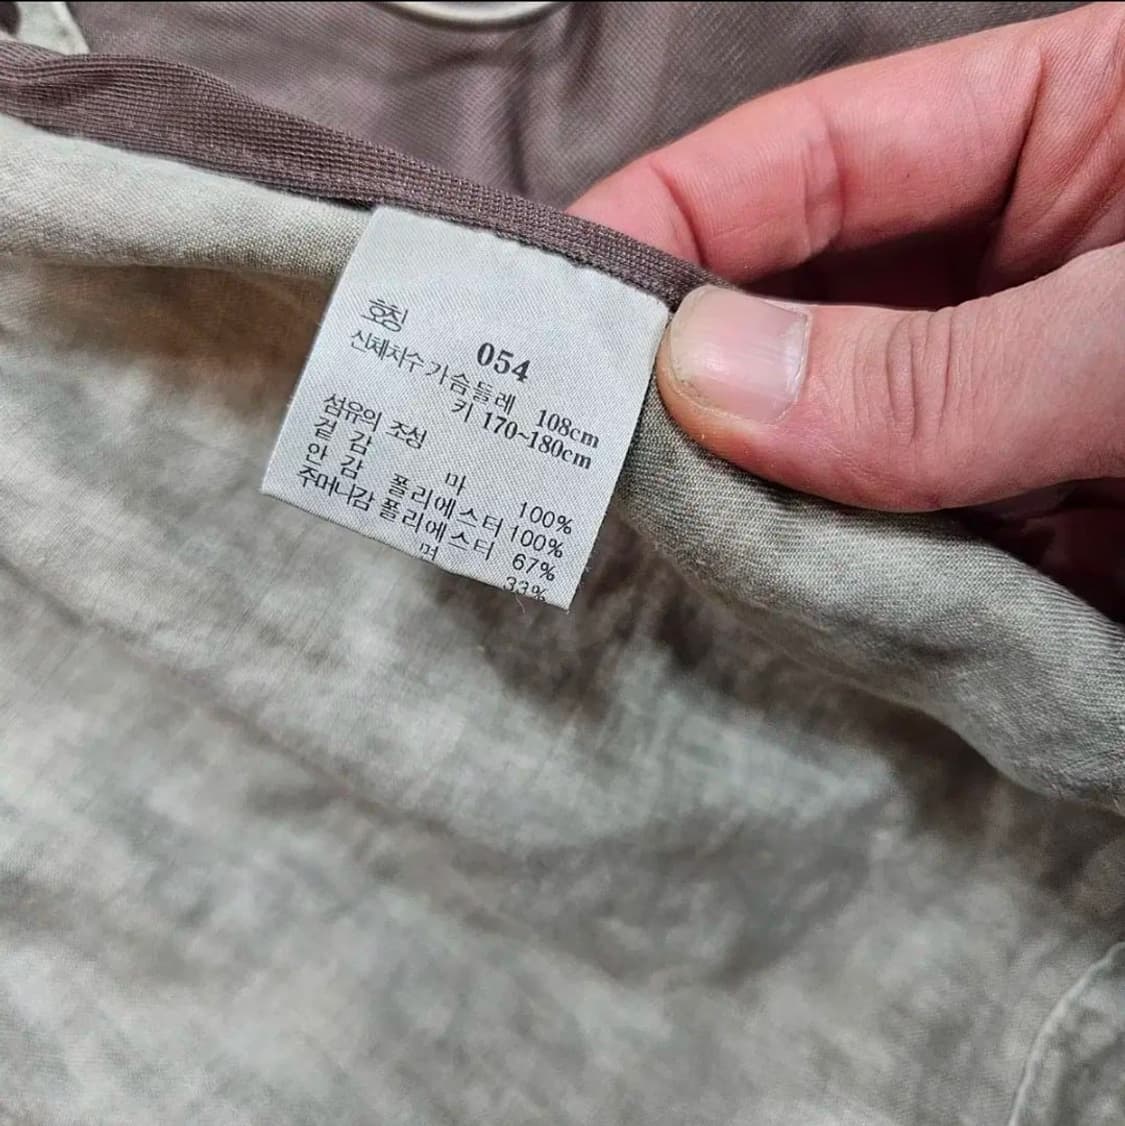 호칭 054
신체치수 가슴둘레 108cm
키 170~180cm
섬유의 조성
겉 감 마 100%
안 감 폴리에스터 100%
주머니감 폴리에스터 67%
면 33%